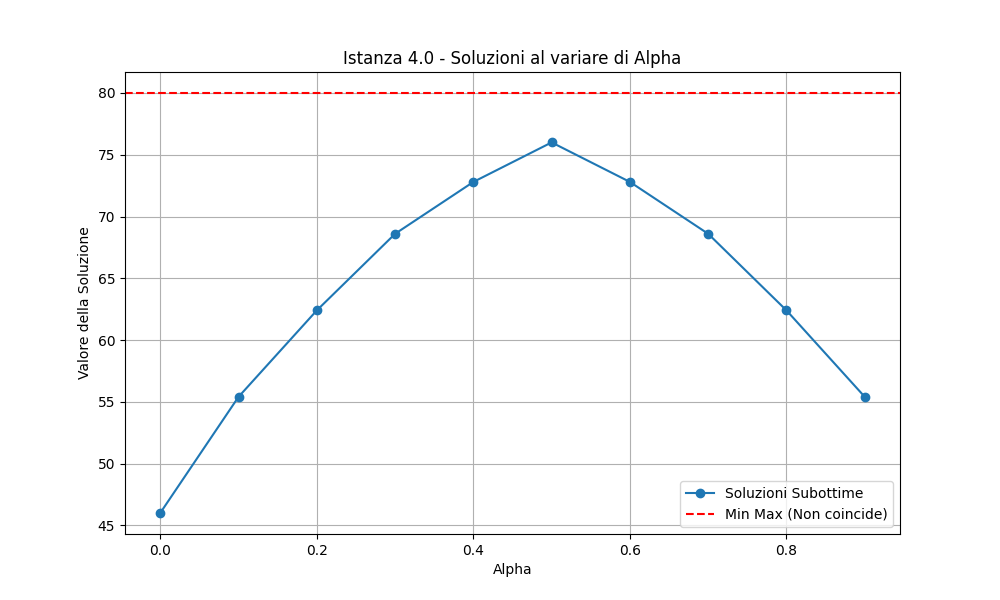 Istanza 4.0 - Soluzioni al variare di Alpha
Valore della Soluzione
80
75
70
65
60
55
50
45
0.0 0.2 0.4 0.6 0.8
Alpha
Soluzioni Subottime
Min Max (Non coincide)